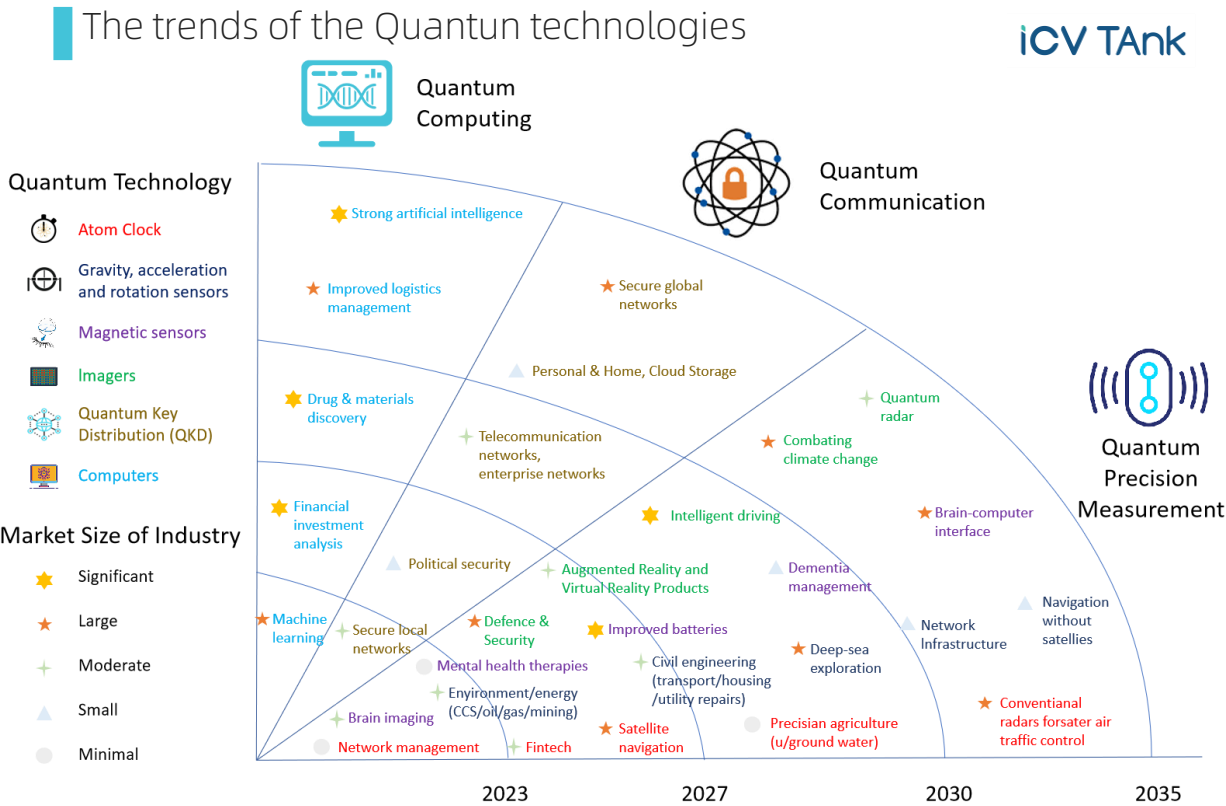 The trends of the Quantun technologies
iCV TAnk
Quantum
Computing
Quantum
Communication
Quantum
Precision
Measurement
Quantum Technology
Atom Clock
Gravity, acceleration
and rotation sensors
Magnetic sensors
Imagers
Quantum Key
Distribution (QKD)
Computers
Market Size of Industry
Significant
Large
Moderate
Small
Minimal
Strong artificial intelligence
Improved logistics
management
Drug & materials
discovery
Financial
investment
analysis
Machine
learning
Secure global
networks
Personal & Home, Cloud Storage
Telecommunication
networks,
enterprise networks
Political security
Secure local
networks
Quantum
radar
Combating
climate change
Brain-computer
interface
Intelligent driving
Augmented Reality and
Virtual Reality Products
Dementia
management
Navigation
without
satellies
Network
Infrastructure
Defence &
Security
Improved batteries
Deep-sea
exploration
Civil engineering
(transport/housing
/utility repairs)
Mental health therapies
Environment/energy
(CCS/oil/gas/mining)
Brain imaging
Network management
Fintech
Satellite
navigation
Precisian agriculture
(u/ground water)
Conventianal
radars forsater air
traffic control
2023
2027
2030
2035